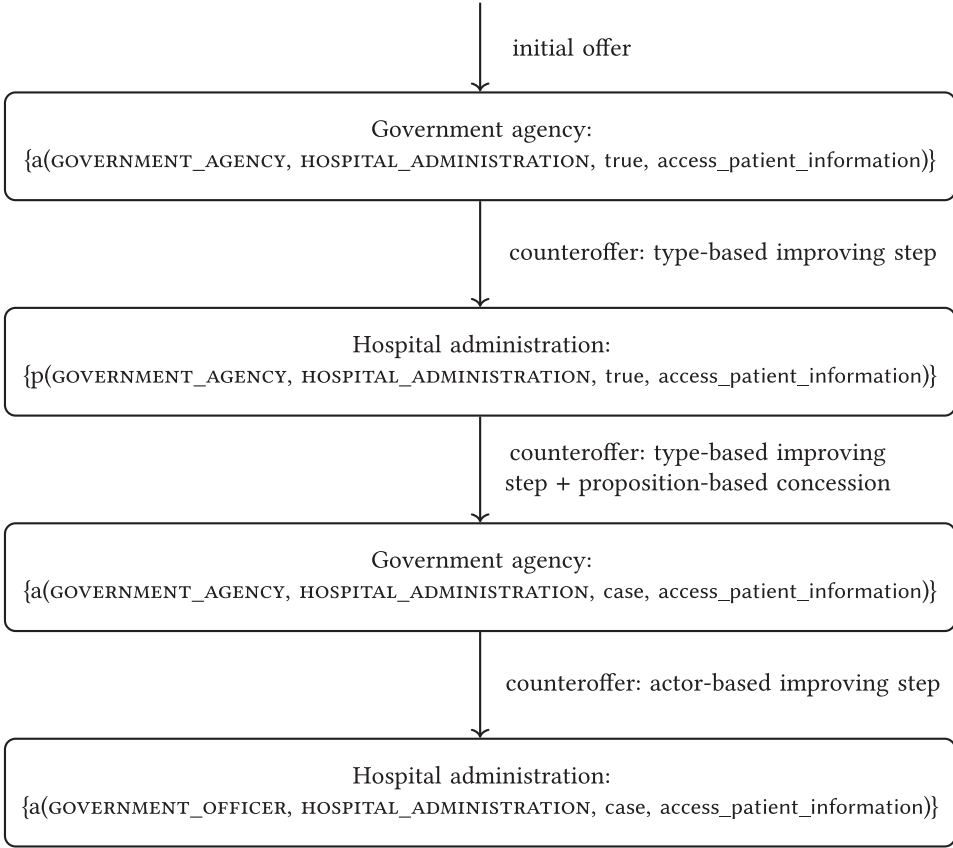 initial offer
Government agency:
{a(GOVERNMENT_AGENCY, HOSPITAL_ADMINISTRATION, true, access_patient_information)}
counteroffer: type-based improving step
Hospital administration:
{p(GOVERNMENT_AGENCY, HOSPITAL_ADMINISTRATION, true, access_patient_information)}
counteroffer: type-based improving
step + proposition-based concession
Government agency:
{a(GOVERNMENT_AGENCY, HOSPITAL_ADMINISTRATION, case, access_patient_information)}
counteroffer: actor-based improving step
Hospital administration:
{a(GOVERNMENT_OFFICER, HOSPITAL_ADMINISTRATION, case, access_patient_information)}